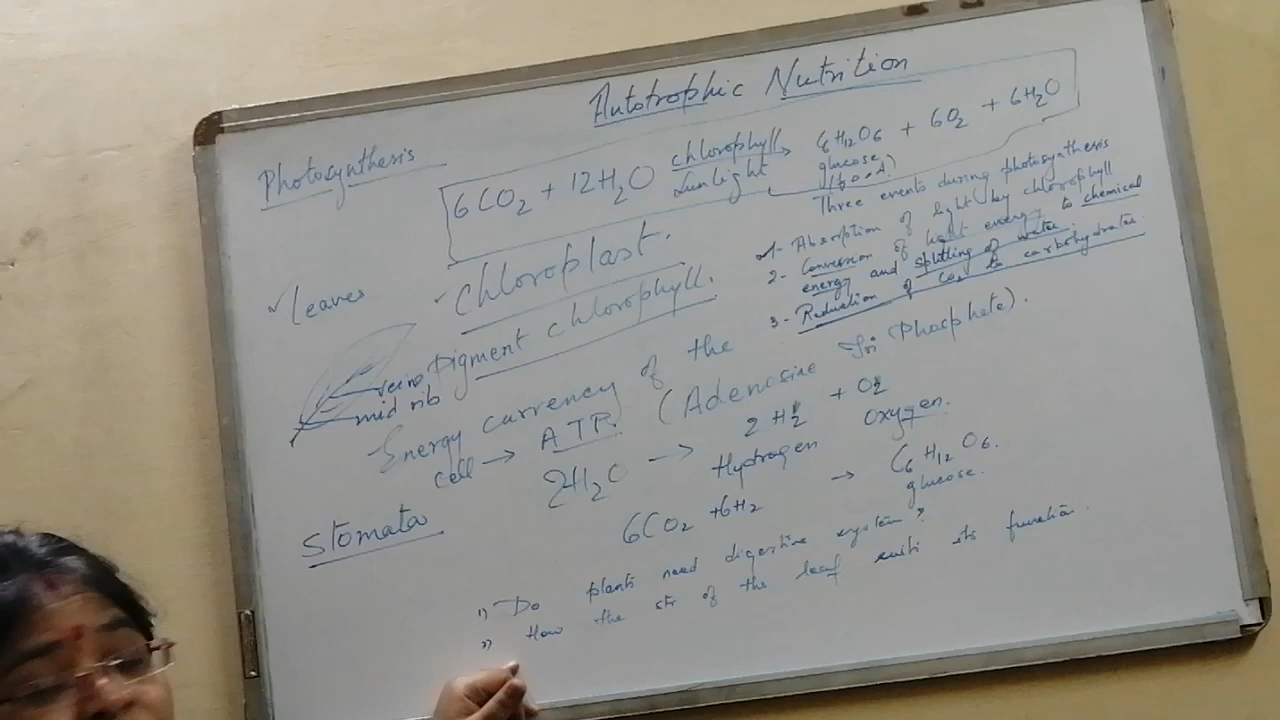 Autotrophic Nutrition
Photosynthesis
6CO2 + 12H2O chlorophyll Sunlight → C6H12O6 + 6O2 + 6H2O
glucose
(food)
Three events during photosynthesis
1- Absorption of light by chlorophyll
2- Conversion of light energy to chemical
energy and splitting of water.
3- Reduction of CO2 to carbohydrates
leaves
Chloroplast.
Pigment chlorophyll.
veins
mid rib
Energy currency of the
cell → ATP. (Adenosine Tri Phosphate).
2H2O → 2H2 + O2
Hydrogen Oxygen.
6CO2 + 6H2 → C6H12O6.
glucose.
Stomata
1) Do plants need digestive system?
2) How the str of the leaf suits its function.